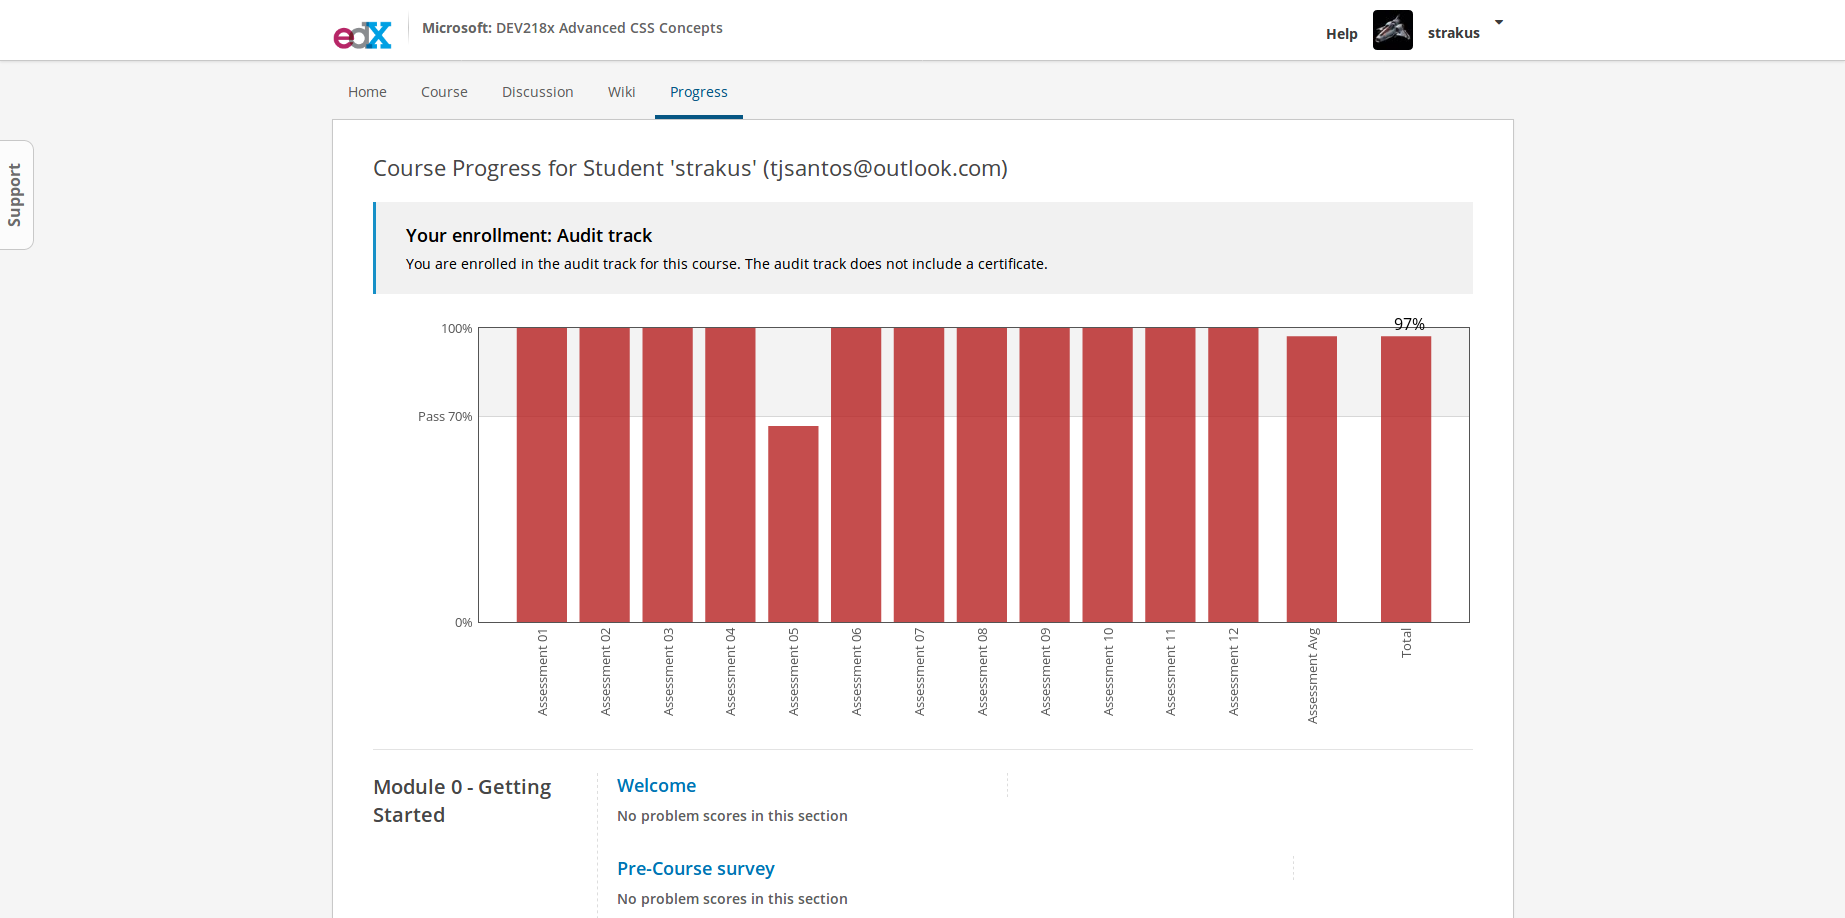 edX
Microsoft: DEV218x Advanced CSS Concepts
Help
strakus
Home
Course
Discussion
Wiki
Progress
Support
Course Progress for Student 'strakus' (tjsantos@outlook.com)
Your enrollment: Audit track
You are enrolled in the audit track for this course. The audit track does not include a certificate.
97%
100%
Pass 70%
0%
Assessment 01
Assessment 02
Assessment 03
Assessment 04
Assessment 05
Assessment 06
Assessment 07
Assessment 08
Assessment 09
Assessment 10
Assessment 11
Assessment 12
Assessment Avg
Total
Module 0 - Getting
Started
Welcome
No problem scores in this section
Pre-Course survey
No problem scores in this section